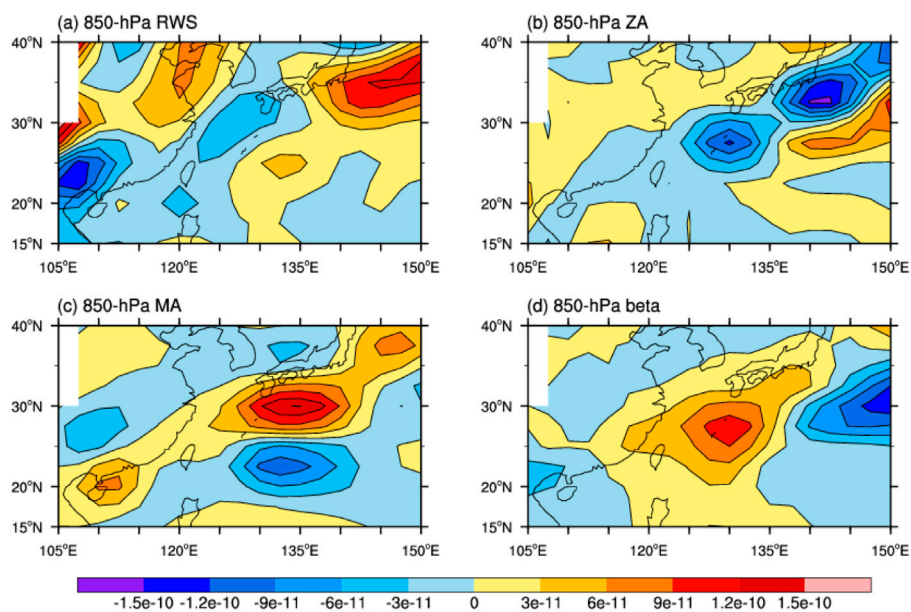 (a) 850-hPa RWS
(b) 850-hPa ZA
40°N
30°N
20°N
15°N
105°E 120°E 135°E 150°E
40°N
30°N
20°N
15°N
105°E 120°E 135°E 150°E
(c) 850-hPa MA
(d) 850-hPa beta
40°N
30°N
20°N
15°N
105°E 120°E 135°E 150°E
40°N
30°N
20°N
15°N
105°E 120°E 135°E 150°E
-1.5e-10 -1.2e-10 -9e-11 -6e-11 -3e-11 0 3e-11 6e-11 9e-11 1.2e-10 1.5e-10